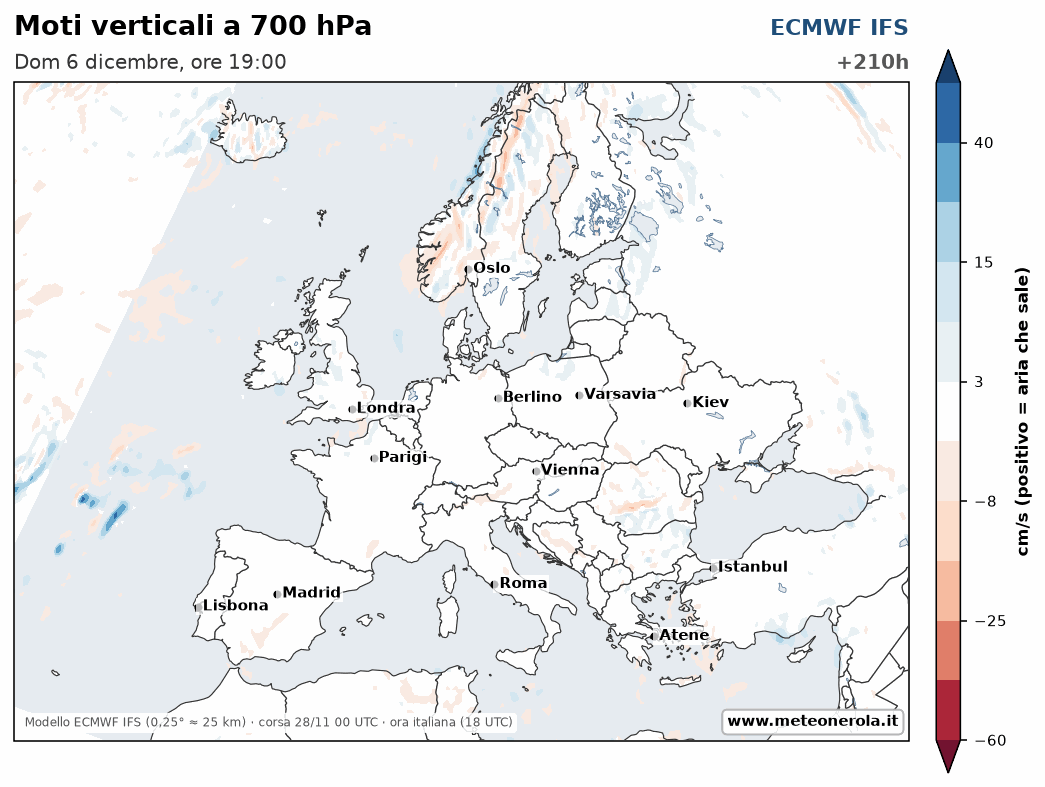 Moti verticali a 700 hPa
ECMWF IFS
Dom 6 dicembre, ore 19:00
+210h
Oslo
Londra
Berlino
Varsavia
Kiev
Parigi
Vienna
Istanbul
Roma
Madrid
Lisbona
Atene
Modello ECMWF IFS (0,25° ≈ 25 km) · corsa 28/11 00 UTC · ora italiana (18 UTC)
www.meteonerola.it
40
15
3
−8
−25
−60
cm/s (positivo = aria che sale)